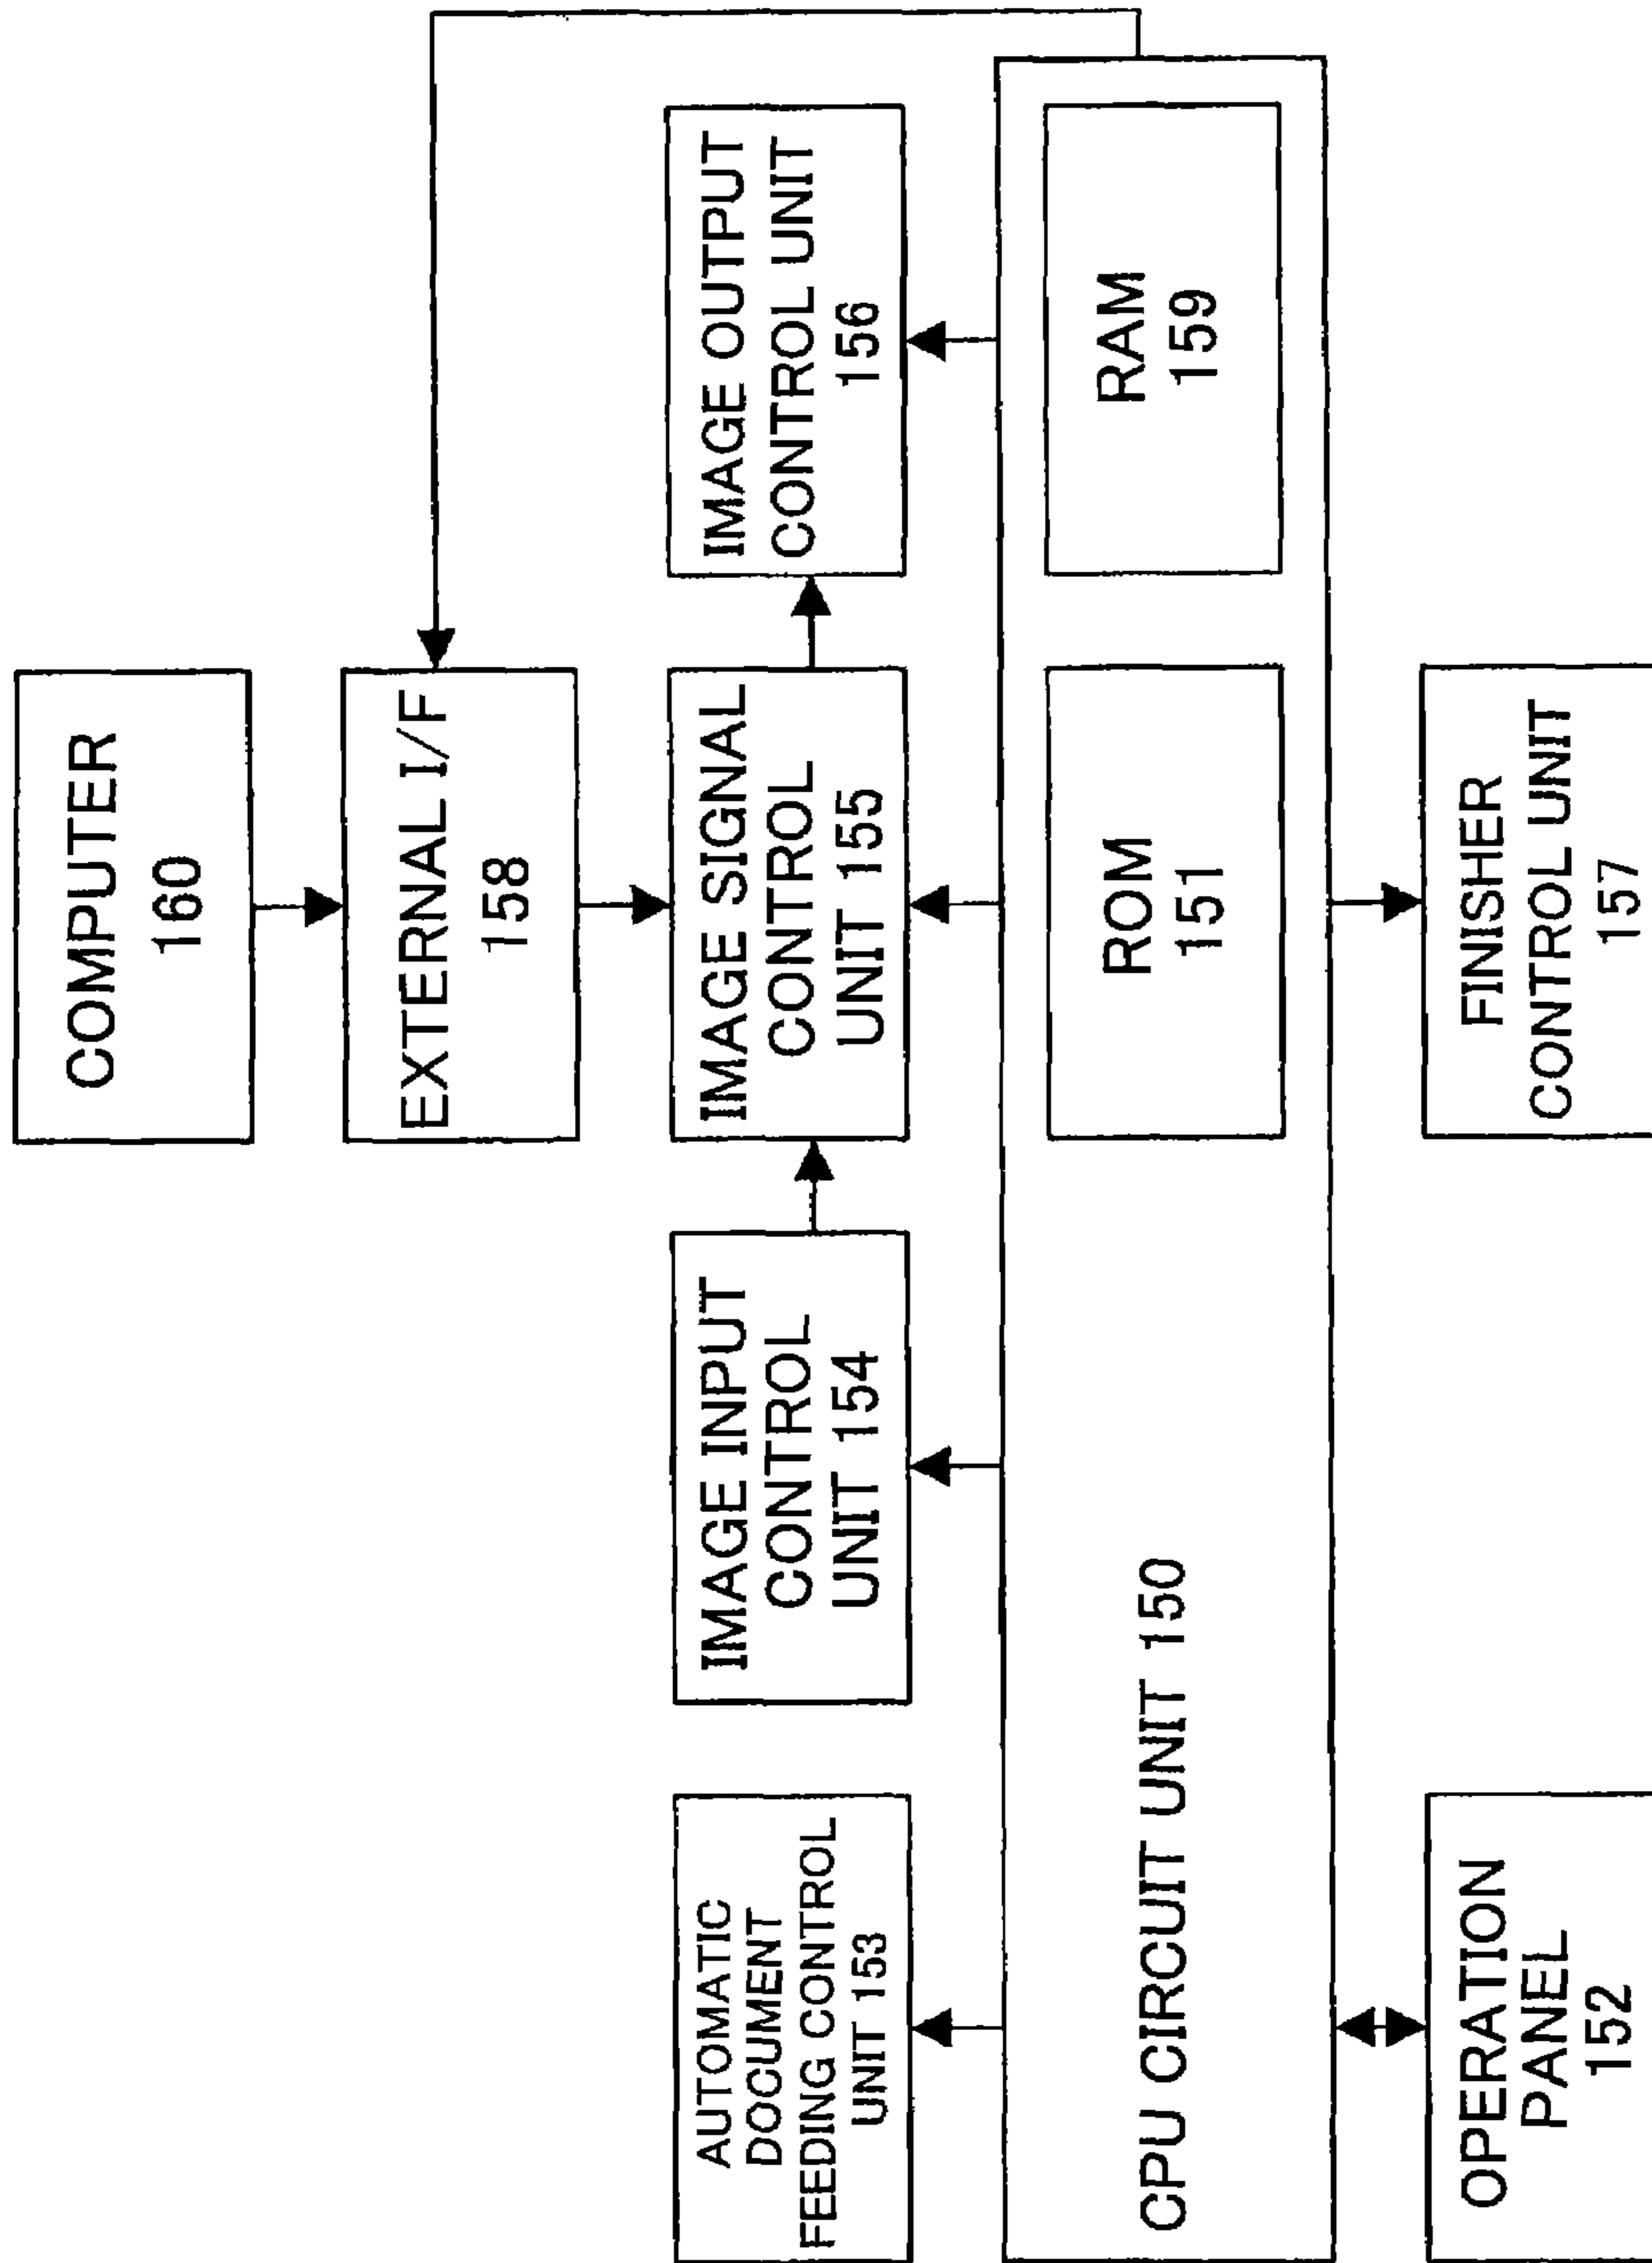 COMPUTER
160
EXTERNAL I/F
158
AUTOMATIC
DOCUMENT
FEEDING CONTROL
UNIT 153
IMAGE INPUT
CONTROL
UNIT 154
IMAGE SIGNAL
CONTROL
UNIT 155
IMAGE OUTPUT
CONTROL UNIT
156
CPU CIRCUIT UNIT 150
ROM
151
RAM
159
OPERATION
PANEL
152
FINISHER
CONTROL UNIT
157